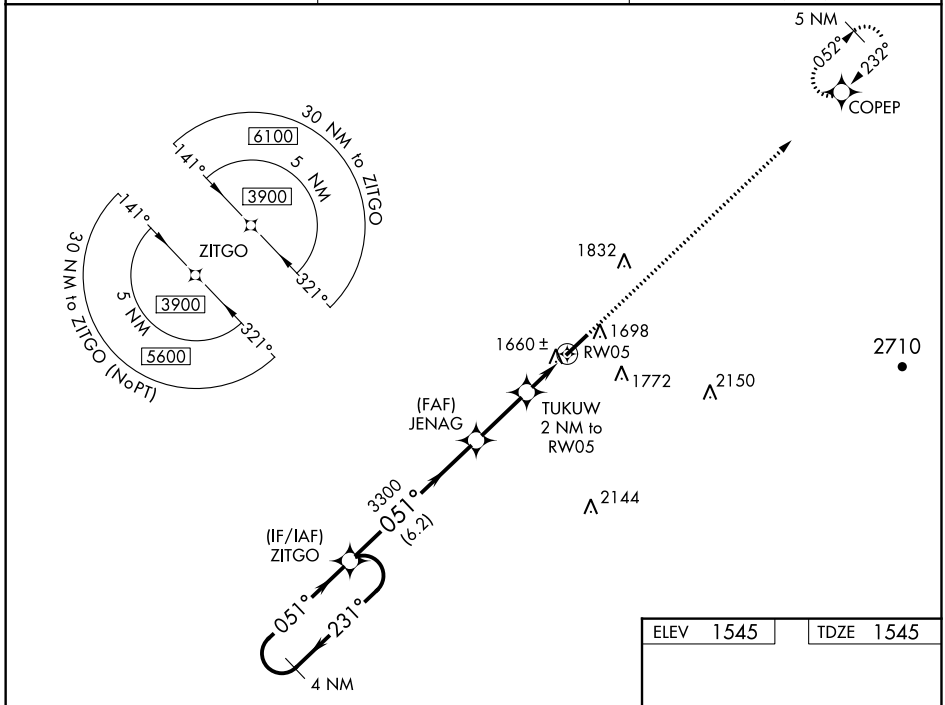 5 NM
052°
232°
COPEP
30 NM to ZITGO
6100
5 NM
3900
141°
321°
ZITGO
141°
321°
3900
5 NM
5600
30 NM to ZITGO (NoPT)
1832
1698
1660 ±
RW05
1772
2150
2710
(FAF)
JENAG
TUKUW
2 NM to
RW05
3300
051°
(6.2)
2144
(IF/IAF)
ZITGO
051°
231°
4 NM
ELEV 1545
TDZE 1545